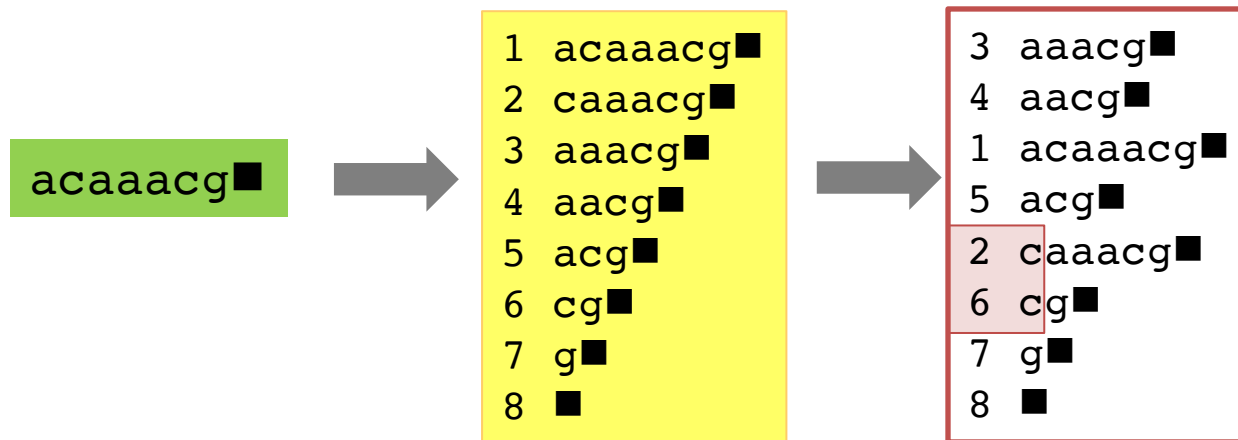 acaaacg■
1 acaaacg■
2 caaacg■
3 aaacg■
4 aacg■
5 acg■
6 cg■
7 g■
8 ■
3 aaacg■
4 aacg■
1 acaaacg■
5 acg■
2 caaacg■
6 cg■
7 g■
8 ■